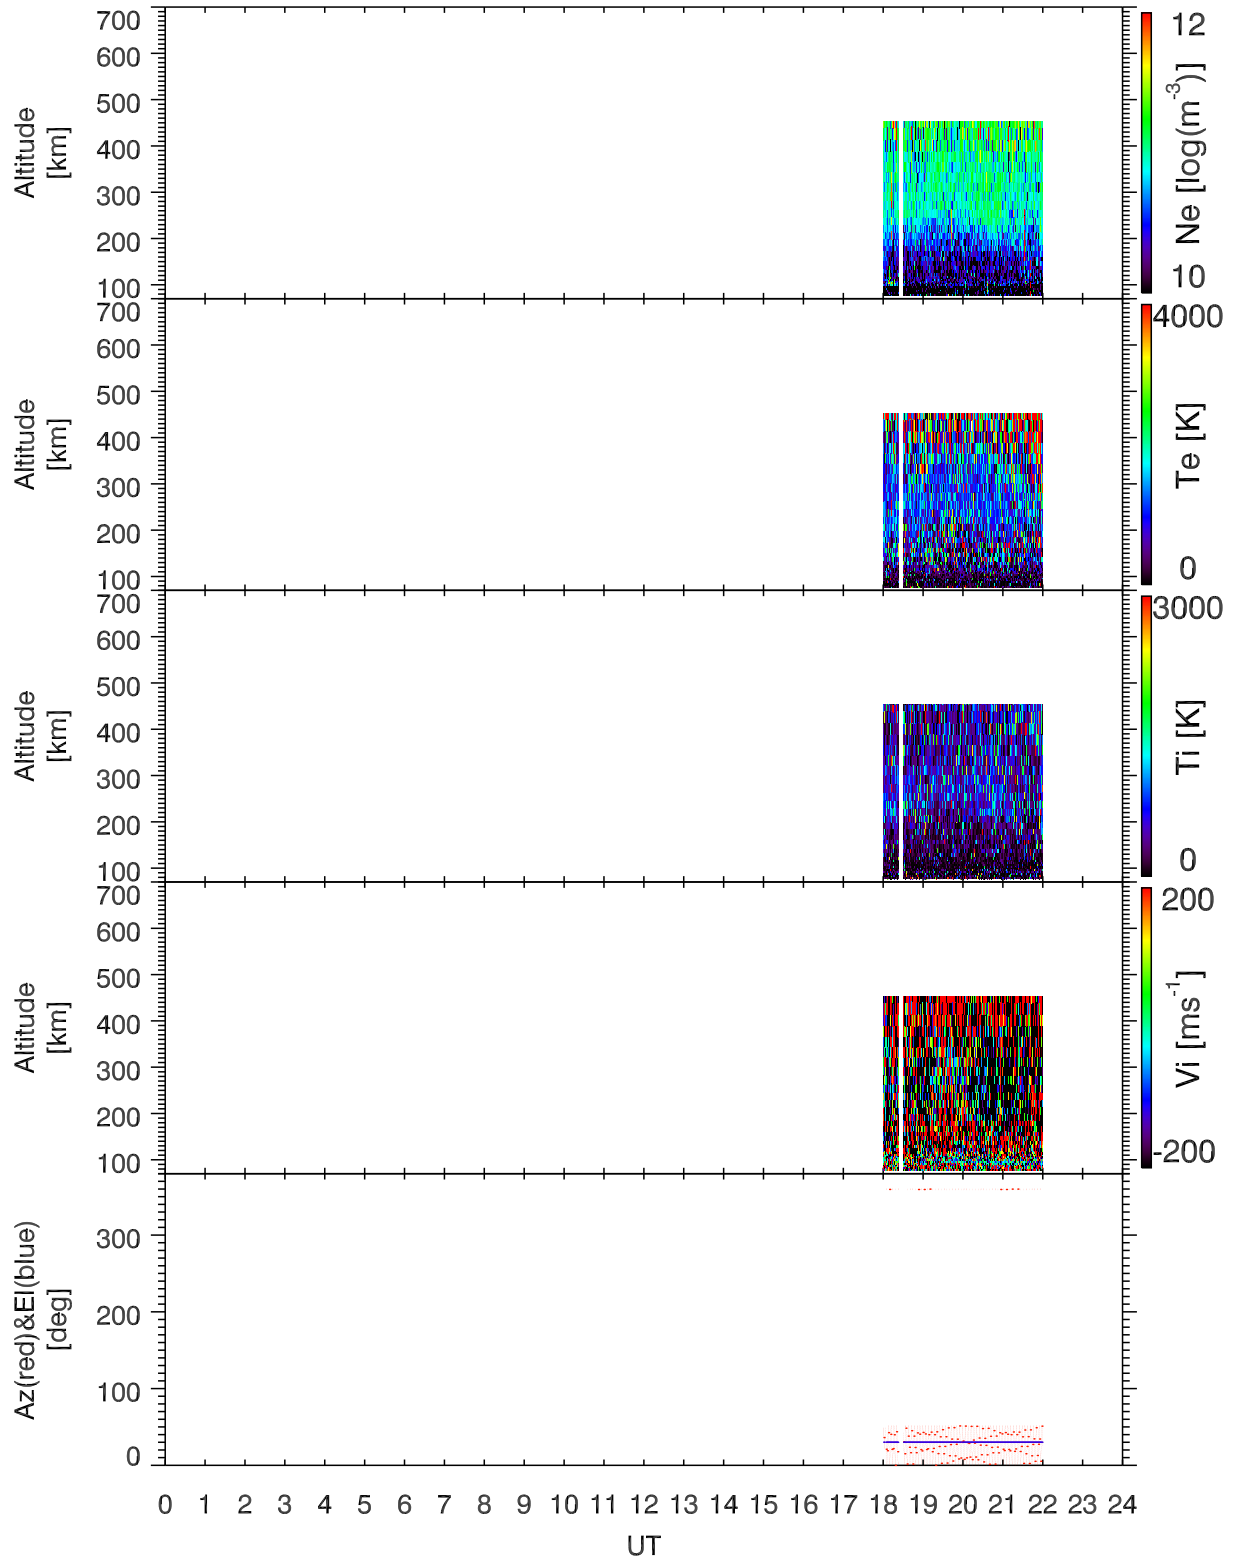 700
600
500
400
300
200
100
Altitude
[km]
12
10
Ne [log(m⁻³)]
700
600
500
400
300
200
100
Altitude
[km]
4000
0
Te [K]
700
600
500
400
300
200
100
Altitude
[km]
3000
0
Ti [K]
700
600
500
400
300
200
100
Altitude
[km]
200
-200
Vi [ms⁻¹]
300
200
100
0
Az(red)&El(blue)
[deg]
0 1 2 3 4 5 6 7 8 9 10 11 12 13 14 15 16 17 18 19 20 21 22 23 24
UT